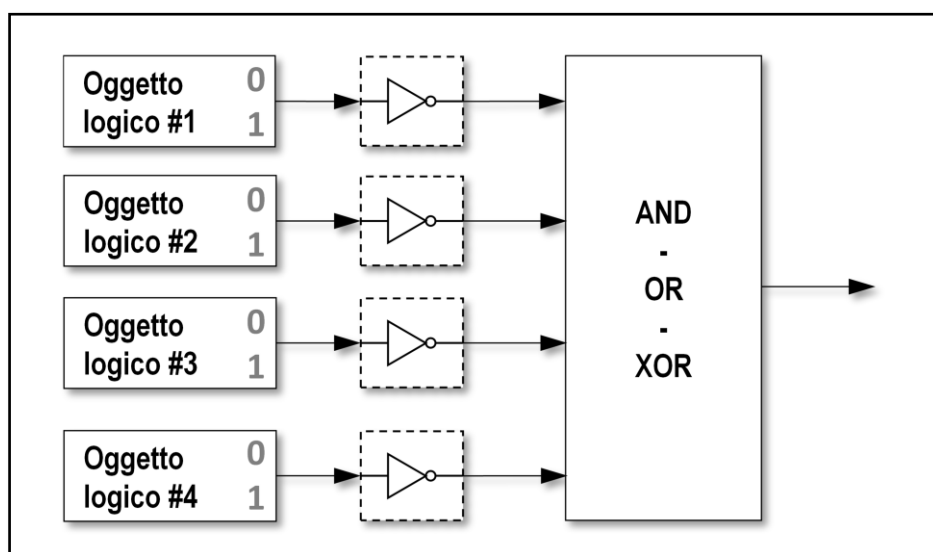 Oggetto 0
logico #1 1
Oggetto 0
logico #2 1
Oggetto 0
logico #3 1
Oggetto 0
logico #4 1
AND
-
OR
-
XOR